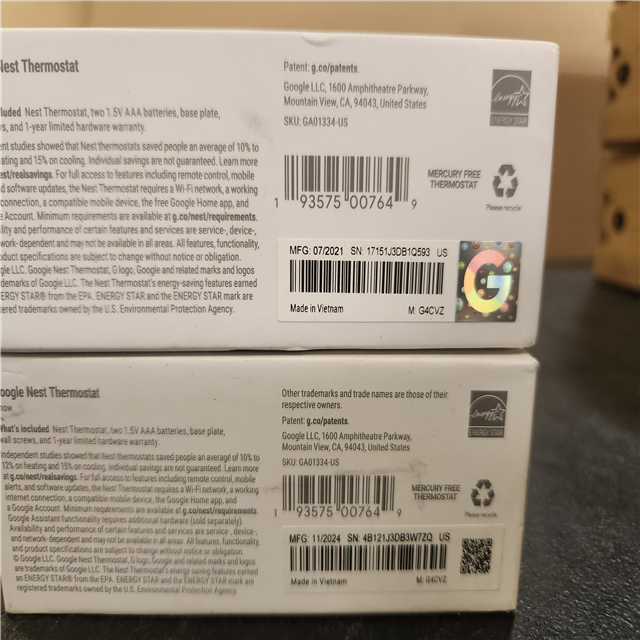 Nest Thermostat
Nest Thermostat, two 1.5V AAA batteries, base plate,
and 1-year limited hardware warranty.
studies showed that Nest thermostats saved people an average of 10% to
and 15% on cooling. Individual savings are not guaranteed. Learn more
For full access to features including remote control, mobile
software updates, the Nest Thermostat requires a Wi-Fi network, a working
connection, a compatible mobile device, the free Google Home app, and
Account. Minimum requirements are available at g.co/nest/requirements.
and performance of certain features and services are service-, device-,
-dependent and may not be available in all areas. All features, functionality,
product specifications are subject to change without notice or obligation.
LLC. Google Nest Thermostat, G logo, Google and related marks and logos
of Google LLC. The Nest Thermostat's energy-saving features earned
ENERGY STAR® from the EPA. ENERGY STAR and the ENERGY STAR mark are
trademarks owned by the U.S. Environmental Protection Agency.
Patent: g.co/patents.
Google LLC, 1600 Amphitheatre Parkway,
Mountain View, CA, 94043, United States
SKU: GA01334-US
energy
ENERGY STAR
MERCURY FREE
THERMOSTAT
Please recycle
1 93575 00764 9
MFG: 07/2021 SN: 17151J3DB1Q593 US
Made in Vietnam M: G4CVZ
G
Nest Thermostat
What's included Nest Thermostat, two 1.5V AAA batteries, base plate,
wall screws, and 1-year limited hardware warranty.
Independent studies showed that Nest thermostats saved people an average of 10% to
12% on heating and 15% on cooling. Individual savings are not guaranteed. Learn more
at g.co/nest/realsavings. For full access to features including remote control, mobile
alerts, and software updates, the Nest Thermostat requires a Wi-Fi network, a working
internet connection, a compatible mobile device, the Google Home app, and
a Google Account. Minimum requirements are available at g.co/nest/requirements
Google Assistant functionality requires additional hardware (sold separately).
Availability and performance of certain features and services are service-, device-,
and network-dependent and may not be available in all areas. All features, functionality,
and product specifications are subject to change without notice or obligation.
© Google LLC. Google Nest Thermostat, G logo, Google and related marks and logos
are trademarks of Google LLC. The Nest Thermostat's energy-saving features earned
an ENERGY STAR® from the EPA. ENERGY STAR and the ENERGY STAR mark are
registered trademarks owned by the U.S. Environmental Protection Agency.
Other trademarks and trade names are those of their
respective owners.
Patent: g.co/patents.
Google LLC, 1600 Amphitheatre Parkway,
Mountain View, CA, 94043, United States
SKU: GA01334-US
energy
ENERGY STAR
MERCURY FREE
THERMOSTAT
Please recycle
1 93575 00764 9
MFG: 11/2024 SN: 4B121J3DB3W7ZQ US
Made in Vietnam M: G4CVZ